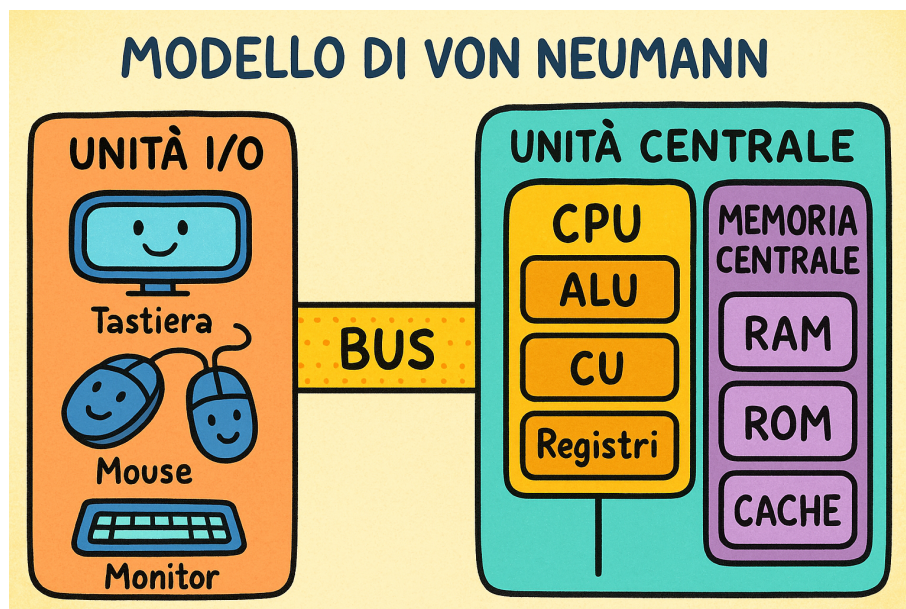 MODELLO DI VON NEUMANN
UNITÀ I/O
Tastiera
Mouse
Monitor
BUS
UNITÀ CENTRALE
CPU
ALU
CU
Registri
MEMORIA
CENTRALE
RAM
ROM
CACHE